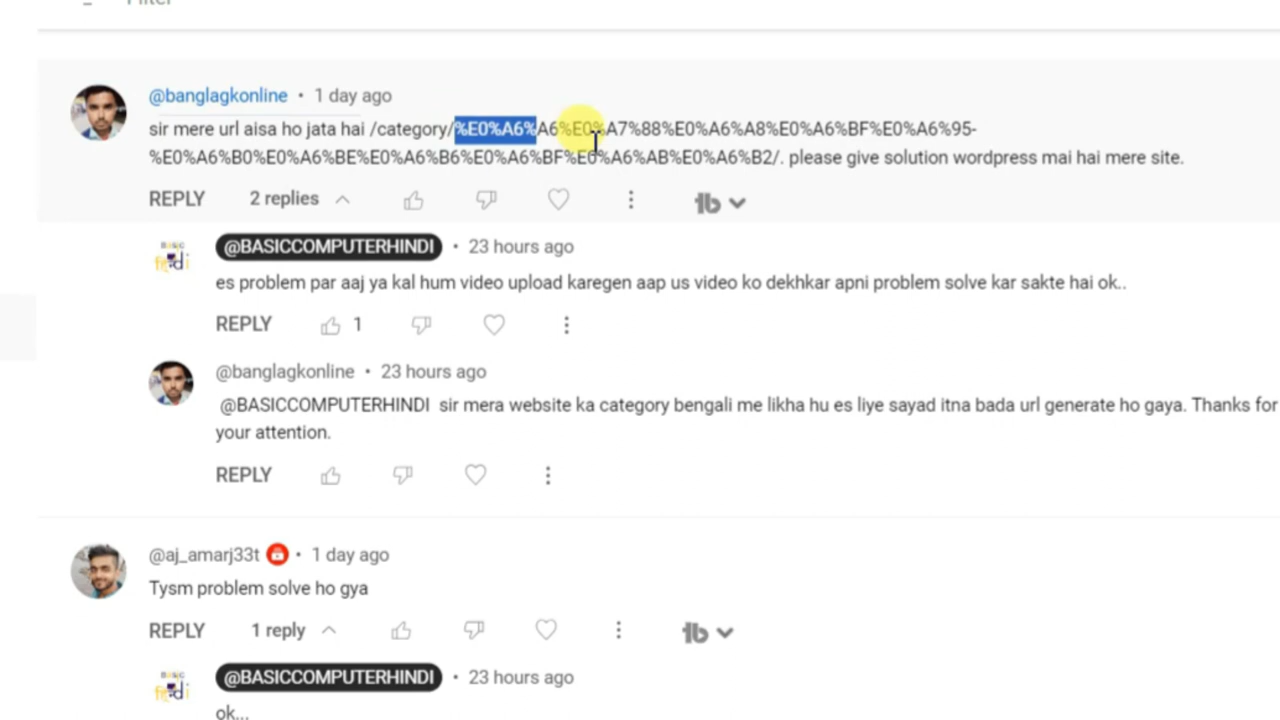 @banglagkonline • 1 day ago
sir mere url aisa ho jata hai /category/%E0%A6%A6%E0%A7%88%E0%A6%A8%E0%A6%BF%E0%A6%95-
%E0%A6%B0%E0%A6%BE%E0%A6%B6%E0%A6%BF%E0%A6%AB%E0%A6%B2/. please give solution wordpress mai hai mere site.
REPLY 2 replies
@BASICCOMPUTERHINDI • 23 hours ago
es problem par aaj ya kal hum video upload karegen aap us video ko dekhkar apni problem solve kar sakte hai ok..
REPLY 1
@banglagkonline • 23 hours ago
@BASICCOMPUTERHINDI sir mera website ka category bengali me likha hu es liye sayad itna bada url generate ho gaya. Thanks for
your attention.
REPLY
@aj_amarj33t • 1 day ago
Tysm problem solve ho gya
REPLY 1 reply
@BASICCOMPUTERHINDI • 23 hours ago
ok...